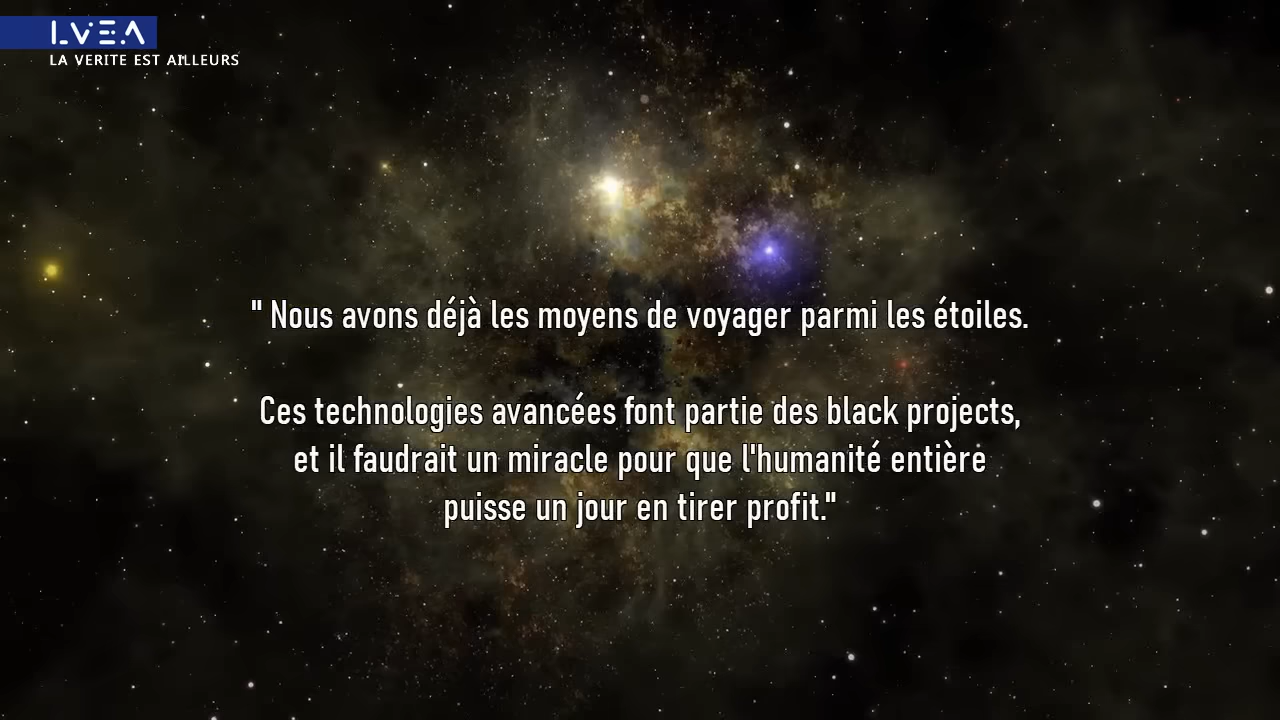 LVEA
LA VERITE EST AILLEURS
" Nous avons déjà les moyens de voyager parmi les étoiles.
Ces technologies avancées font partie des black projects,
et il faudrait un miracle pour que l'humanité entière
puisse un jour en tirer profit."